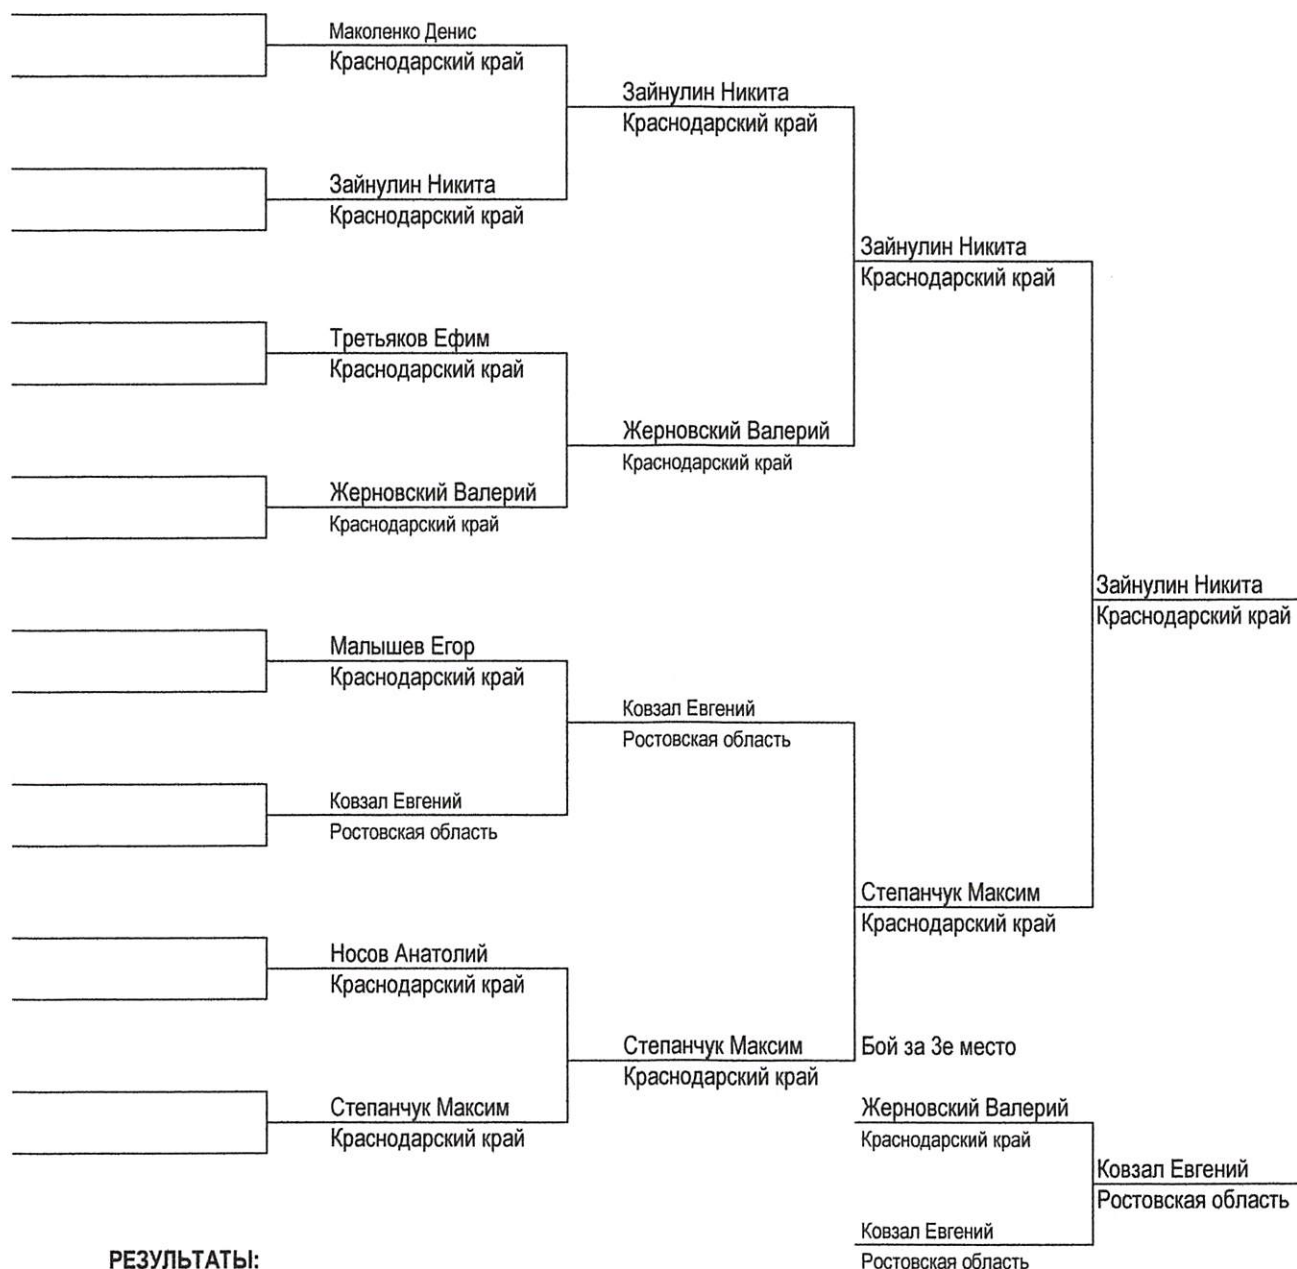 Маколенко Денис
Краснодарский край
Зайнулин Никита
Краснодарский край
Зайнулин Никита
Краснодарский край
Зайнулин Никита
Краснодарский край
Третьяков Ефим
Краснодарский край
Жерновский Валерий
Краснодарский край
Жерновский Валерий
Краснодарский край
Зайнулин Никита
Краснодарский край
Малышев Егор
Краснодарский край
Ковзал Евгений
Ростовская область
Ковзал Евгений
Ростовская область
Степанчук Максим
Краснодарский край
Носов Анатолий
Краснодарский край
Степанчук Максим
Краснодарский край
Бой за 3е место
Степанчук Максим
Краснодарский край
Жерновский Валерий
Краснодарский край
Ковзал Евгений
Ростовская область
Ковзал Евгений
Ростовская область
РЕЗУЛЬТАТЫ: